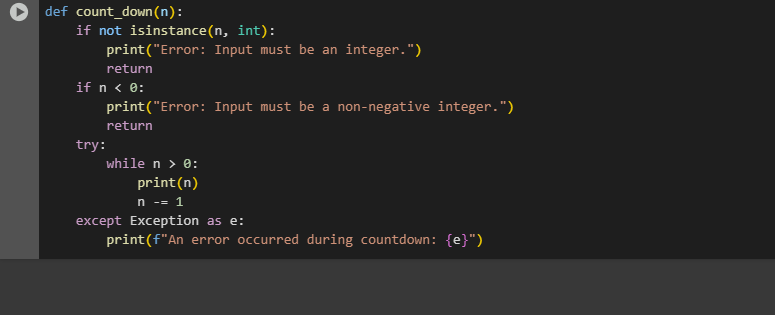 def count_down(n):
    if not isinstance(n, int):
        print("Error: Input must be an integer.")
        return
    if n < 0:
        print("Error: Input must be a non-negative integer.")
        return
    try:
        while n > 0:
            print(n)
            n -= 1
    except Exception as e:
        print(f"An error occurred during countdown: {e}")